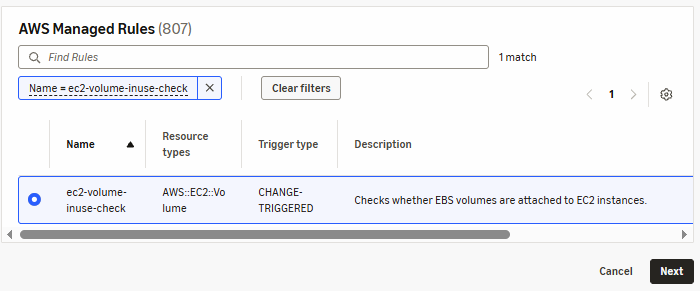 AWS Managed Rules (807)
Find Rules
1 match
Name = ec2-volume-inuse-check
Clear filters
1
Name
Resource
types
Trigger type
Description
ec2-volume-
inuse-check
AWS::EC2::Vo
lume
CHANGE-
TRIGGERED
Checks whether EBS volumes are attached to EC2 instances.
Cancel
Next